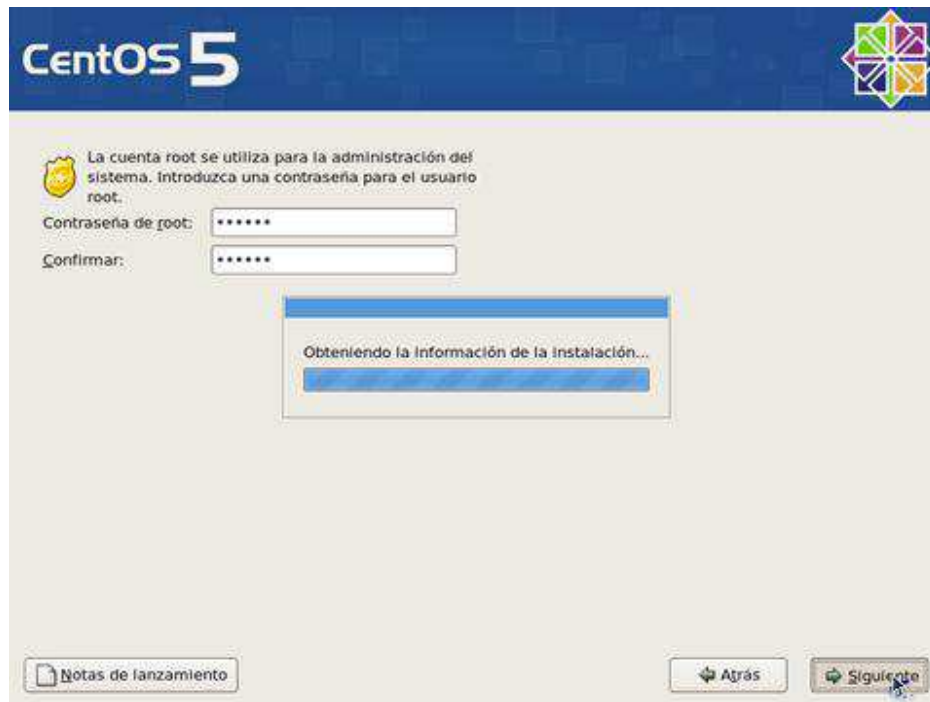 CentOS 5
La cuenta root se utiliza para la administración del
sistema. Introduzca una contraseña para el usuario
root.
Contraseña de root: ••••••
Confirmar: ••••••
Obteniendo la información de la instalación...
Notas de lanzamiento
Atrás
Siguiente